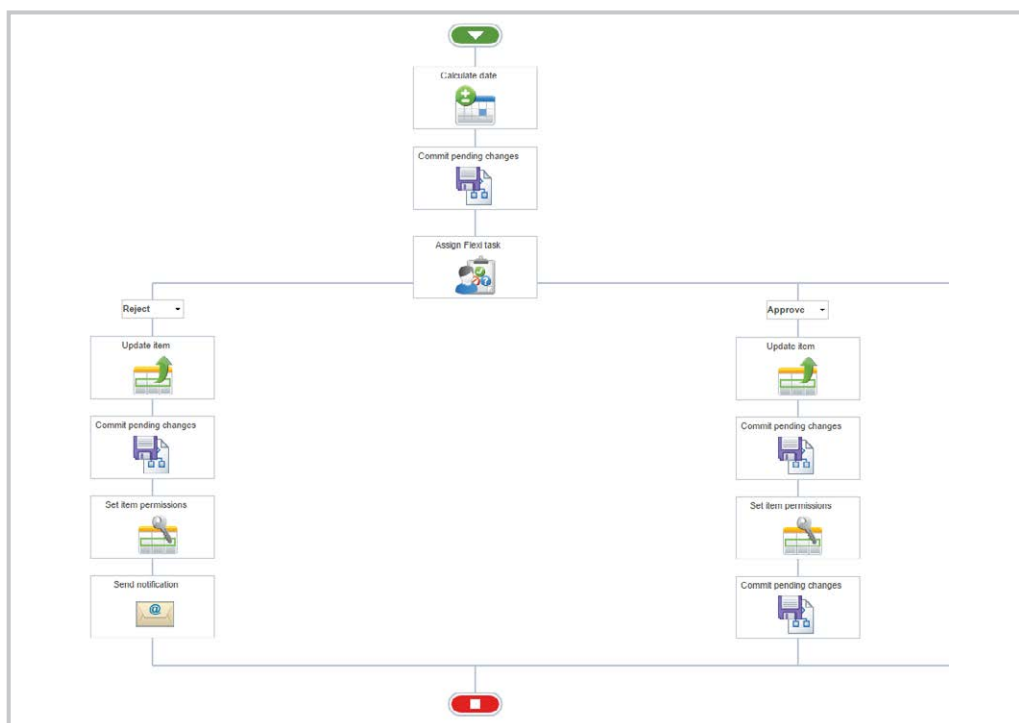 Calculate date
Commit pending changes
Assign Flexi task
Reject
Approve
Update item
Update item
Commit pending changes
Commit pending changes
Set item permissions
Set item permissions
Send notification
Commit pending changes
@